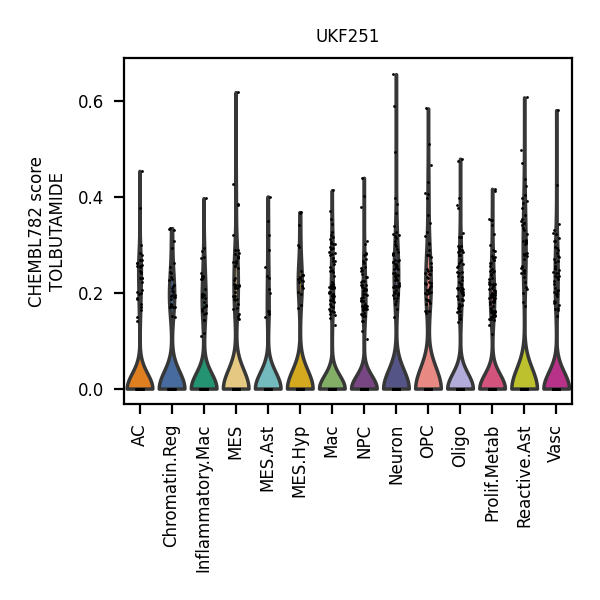 UKF251
CHEMBL782 score
TOLBUTAMIDE
0.6
0.4
0.2
0.0
AC
Chromatin.Reg
Inflammatory.Mac
MES
MES.Ast
MES.Hyp
Mac
NPC
Neuron
OPC
Oligo
Prolif.Metab
Reactive.Ast
Vasc